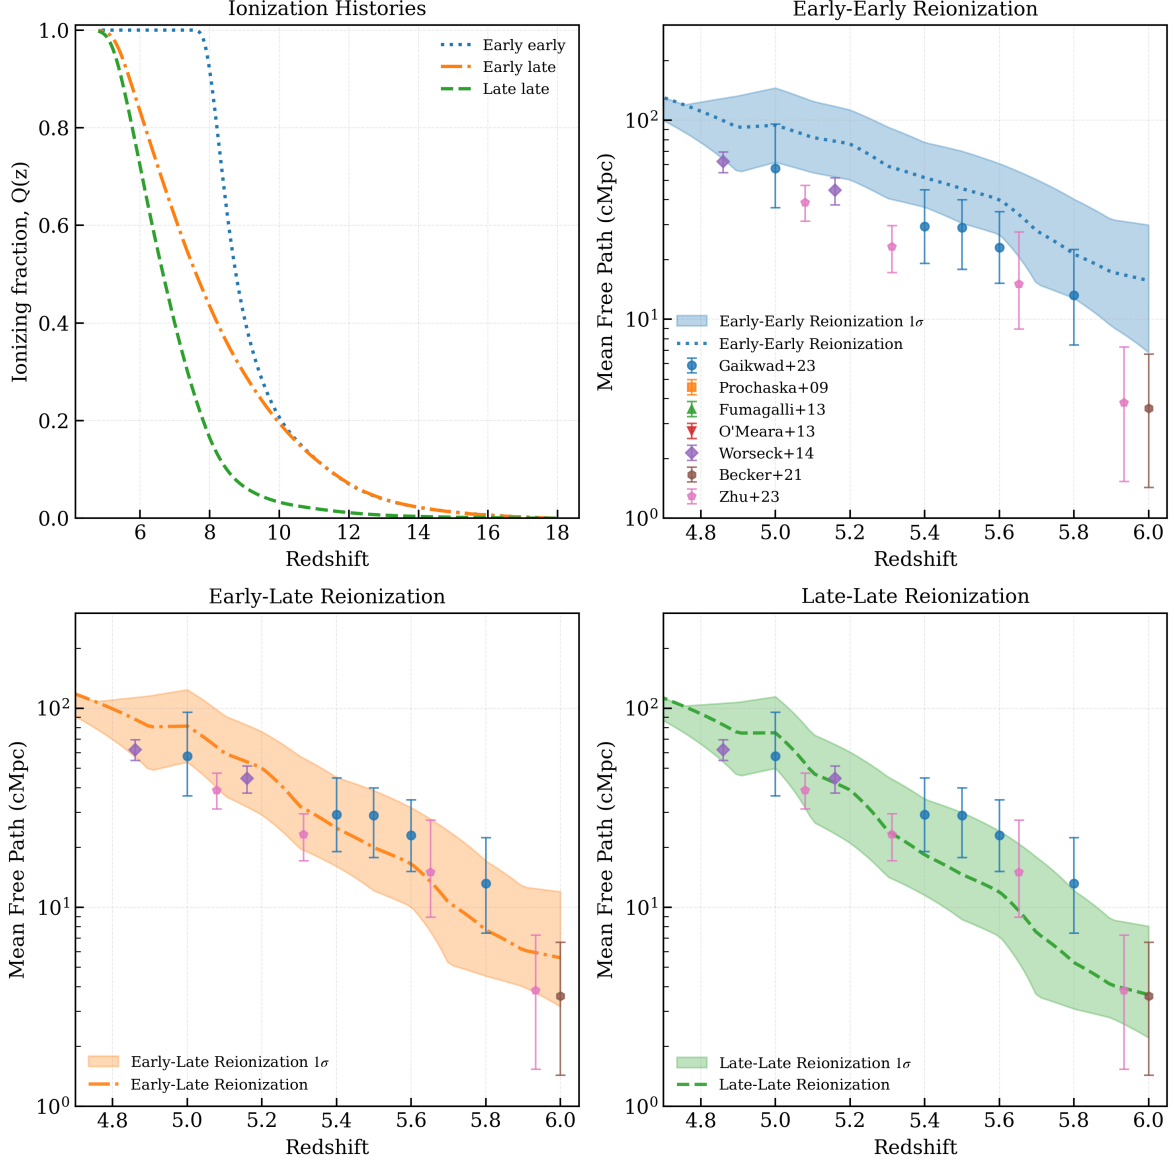 Ionization Histories
1.0
0.8
0.6
0.4
0.2
0.0
Ionizing fraction, Q(z)
Early early
Early late
Late late
6 8 10 12 14 16 18
Redshift
Early-Early Reionization
10²
10¹
10⁰
Mean Free Path (cMpc)
Early-Early Reionization 1σ
Early-Early Reionization
Gaikwad+23
Prochaska+09
Fumagalli+13
O'Meara+13
Worseck+14
Becker+21
Zhu+23
4.8 5.0 5.2 5.4 5.6 5.8 6.0
Redshift
Early-Late Reionization
10²
10¹
10⁰
Mean Free Path (cMpc)
Early-Late Reionization 1σ
Early-Late Reionization
4.8 5.0 5.2 5.4 5.6 5.8 6.0
Redshift
Late-Late Reionization
10²
10¹
10⁰
Mean Free Path (cMpc)
Late-Late Reionization 1σ
Late-Late Reionization
4.8 5.0 5.2 5.4 5.6 5.8 6.0
Redshift